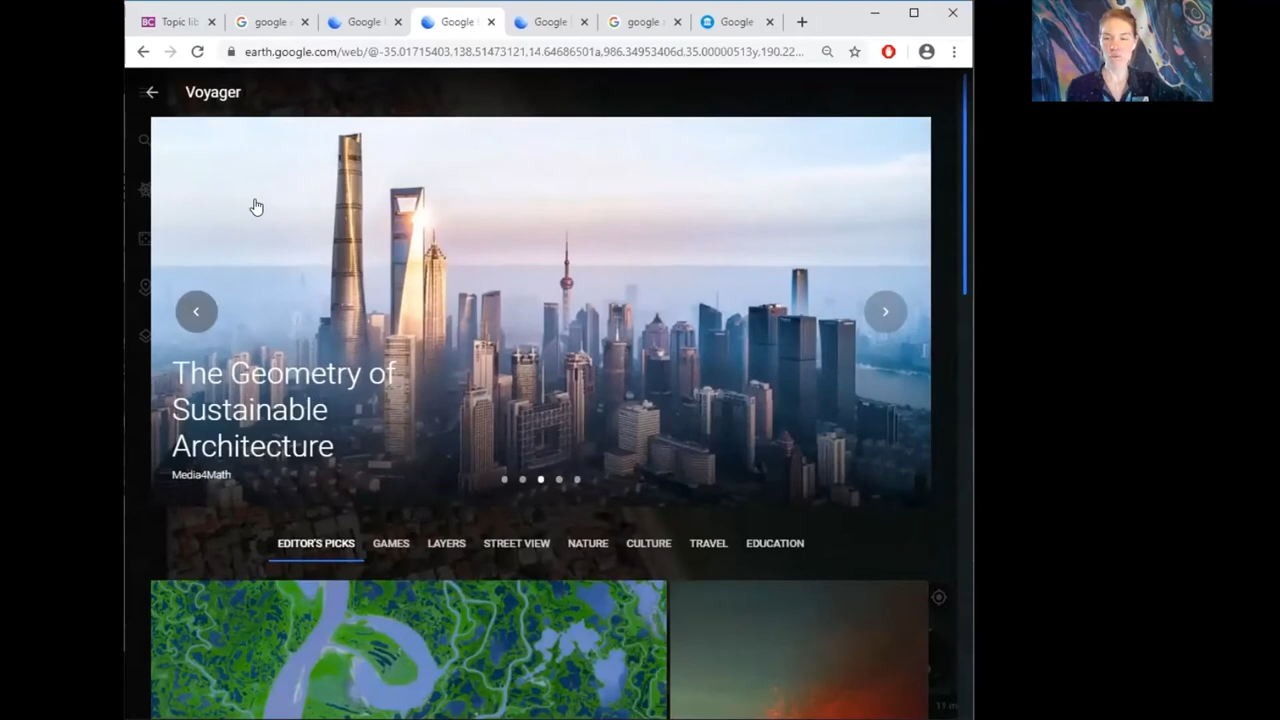 Topic lib
google
Google
Google
Google
google
Google
earth.google.com/web/@-35.01715403,138.51473121,14.64686501a,986.34953406d,35.00000513y,190.22...
Voyager
The Geometry of
Sustainable
Architecture
Media4Math
EDITOR'S PICKS GAMES LAYERS STREET VIEW NATURE CULTURE TRAVEL EDUCATION